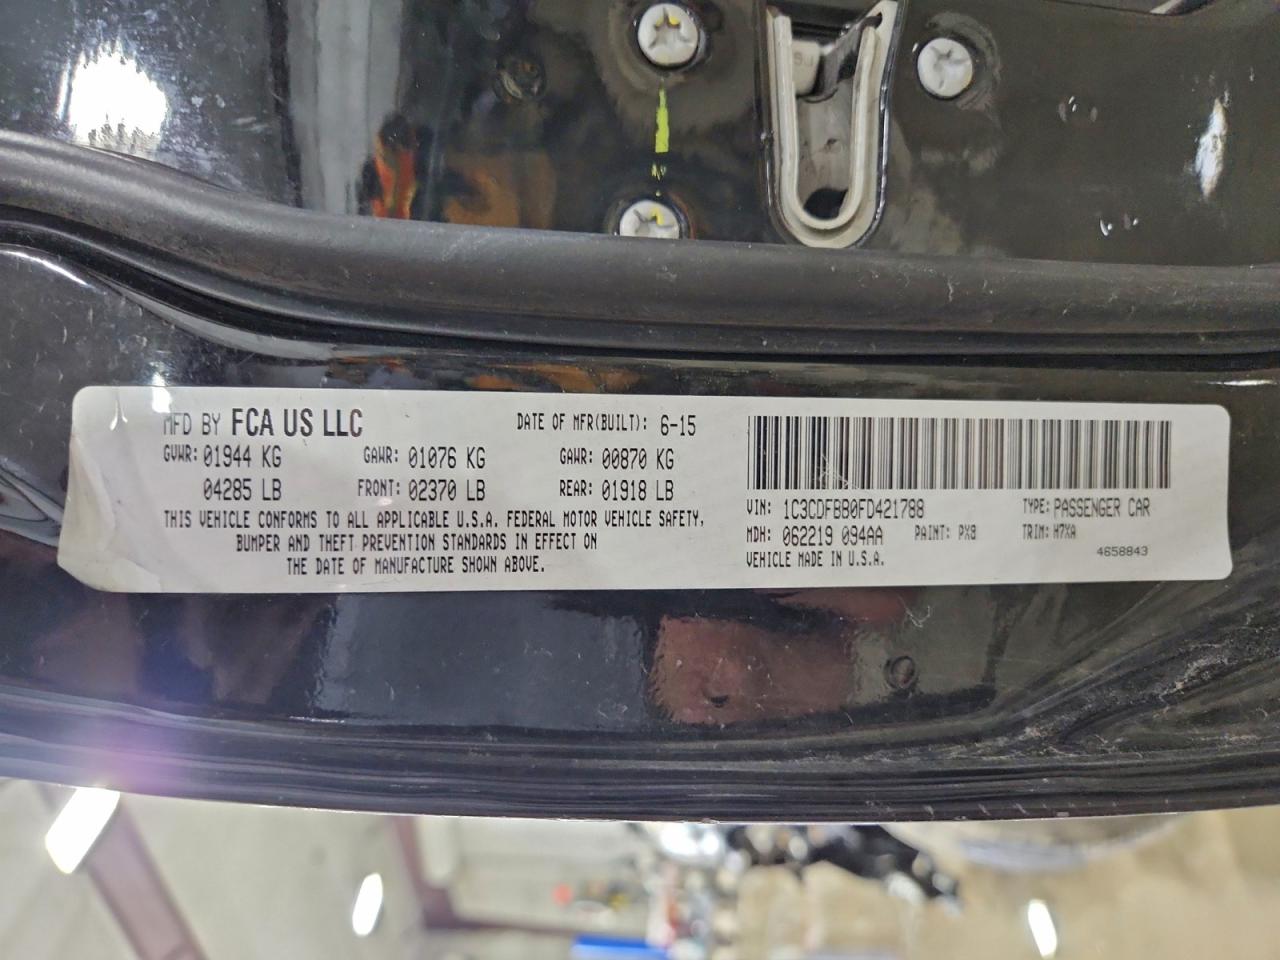 MFD BY FCA US LLC DATE OF MFR(BUILT): 6-15
GVWR: 01944 KG GAWR: 01076 KG GAWR: 00870 KG
04285 LB FRONT: 02370 LB REAR: 01918 LB
THIS VEHICLE CONFORMS TO ALL APPLICABLE U.S.A. FEDERAL MOTOR VEHICLE SAFETY,
BUMPER AND THEFT PREVENTION STANDARDS IN EFFECT ON
THE DATE OF MANUFACTURE SHOWN ABOVE.
VIN: 1C3CDFBB0FD421788 TYPE: PASSENGER CAR
MDH: 062219 094AA PAINT: PX8 TRIM: H7XA
VEHICLE MADE IN U.S.A. 4658843